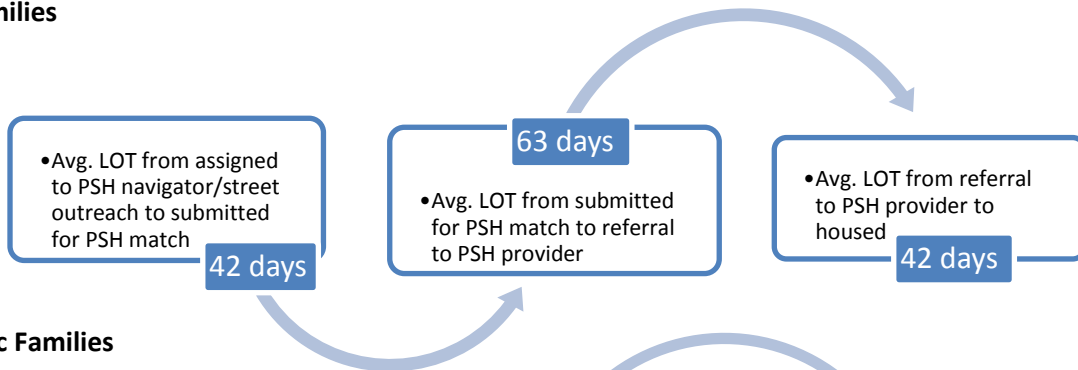 milies
•Avg. LOT from assigned
to PSH navigator/street
outreach to submitted
for PSH match
42 days
63 days
•Avg. LOT from submitted
for PSH match to referral
to PSH provider
•Avg. LOT from referral
to PSH provider to
housed
42 days
c Families